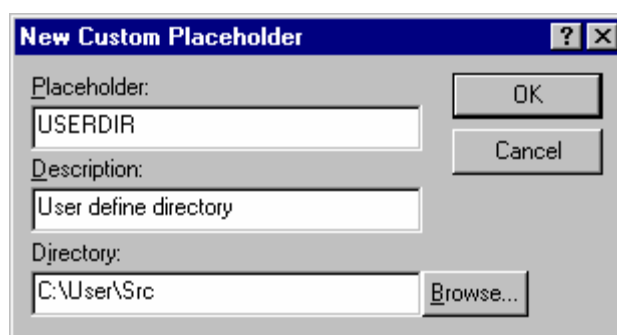 New Custom Placeholder
Placeholder:
OK
USERDIR
Cancel
Description:
User define directory
Directory:
C:\User\Src
Browse...